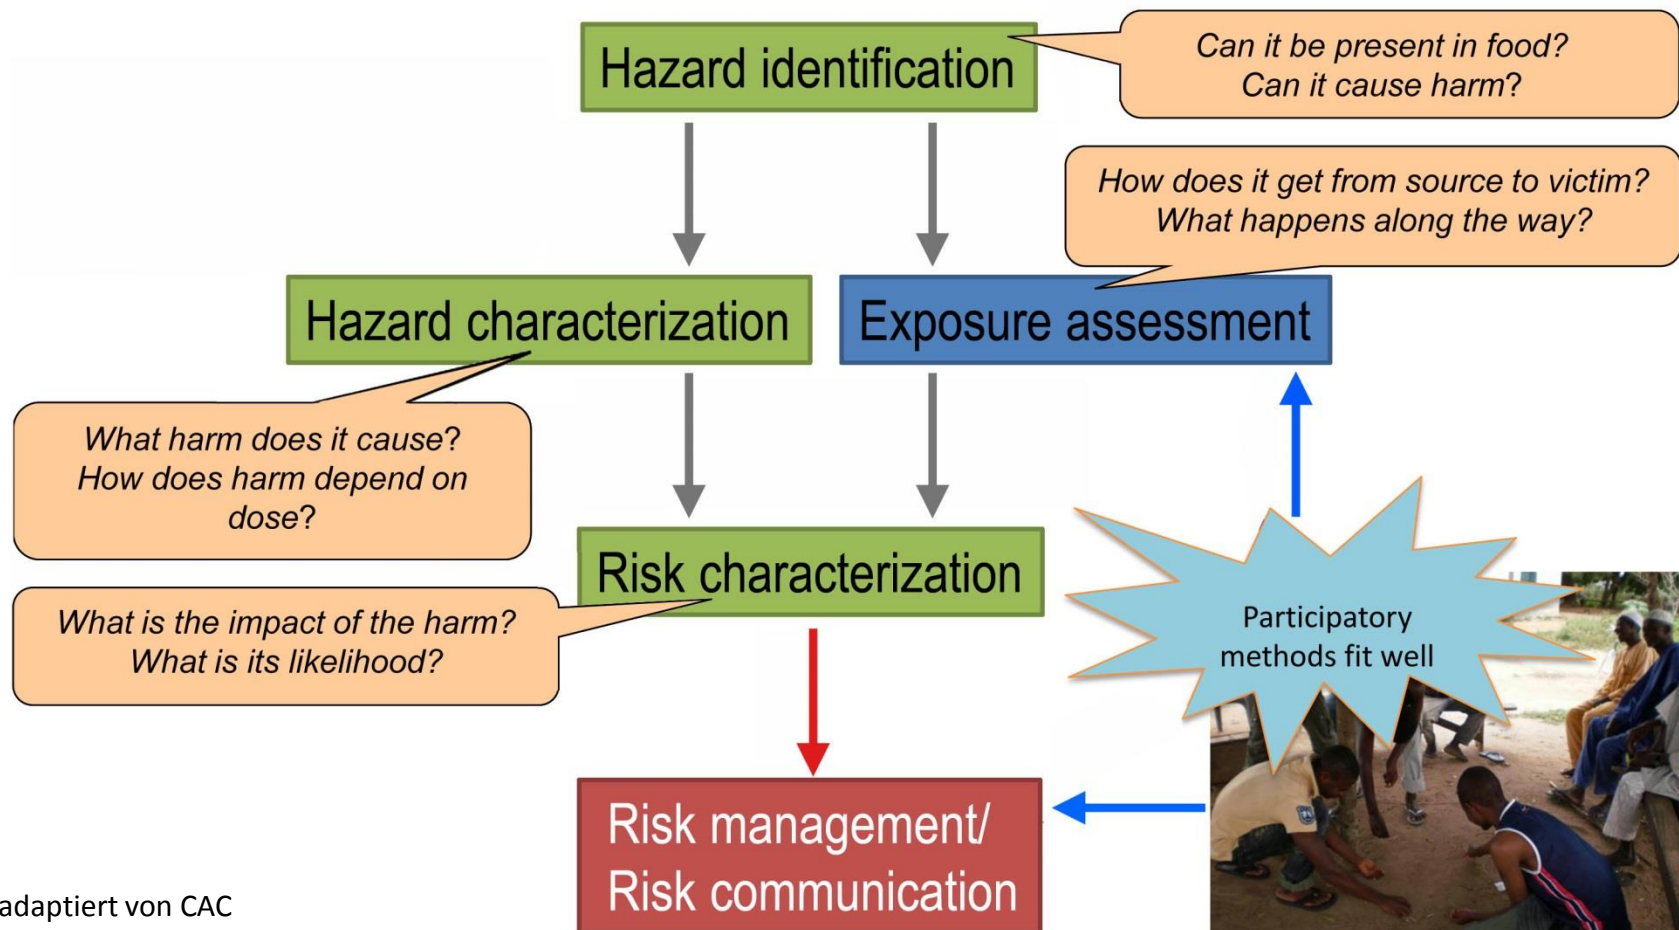 Hazard identification
Can it be present in food?
Can it cause harm?
How does it get from source to victim?
What happens along the way?
Hazard characterization
Exposure assessment
What harm does it cause?
How does harm depend on
dose?
Risk characterization
What is the impact of the harm?
What is its likelihood?
Participatory
methods fit well
Risk management/
Risk communication
adaptiert von CAC